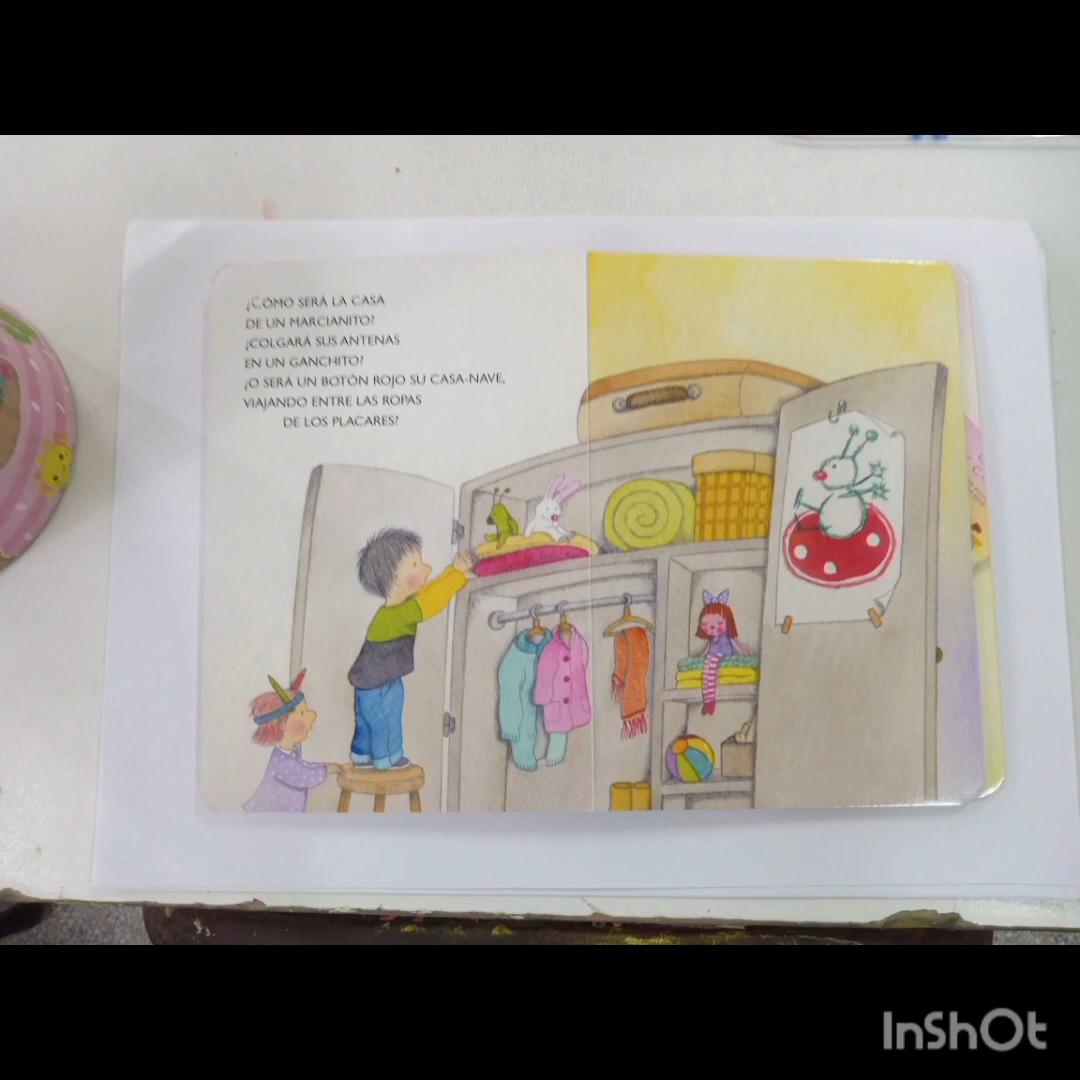 ¿CÓMO SERÁ LA CASA
DE UN MARCIANITO?
¿COLGARÁ SUS ANTENAS
EN UN GANCHITO?
¿O SERÁ UN BOTÓN ROJO SU CASA-NAVE,
VIAJANDO ENTRE LAS ROPAS
DE LOS PLACARES?
InShOt